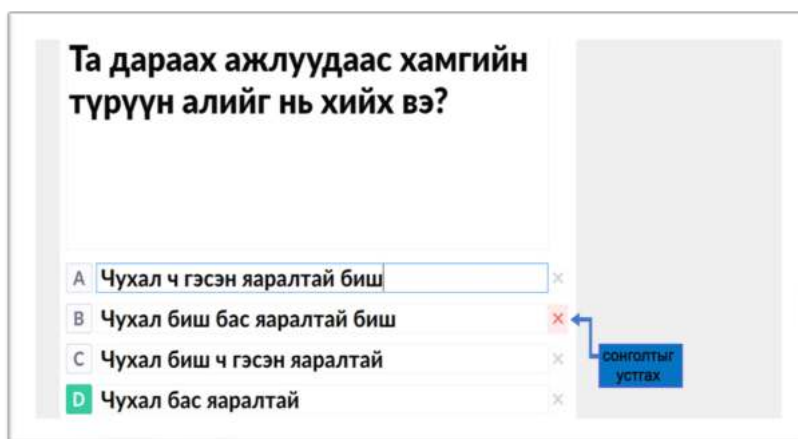 Та дараах ажлуудаас хамгийн
түрүүн алийг нь хийх вэ?
A Чухал ч гэсэн яаралтай биш
B Чухал биш бас яаралтай биш
C Чухал биш ч гэсэн яаралтай
D Чухал бас яаралтай
сонголтыг
устгах